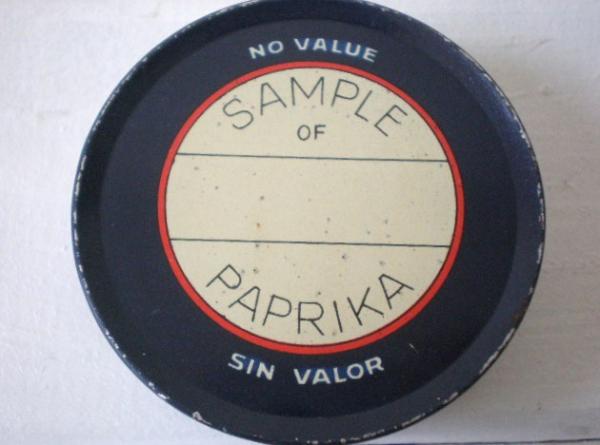 NO VALUE
SAMPLE
OF
PAPRIKA
SIN VALOR